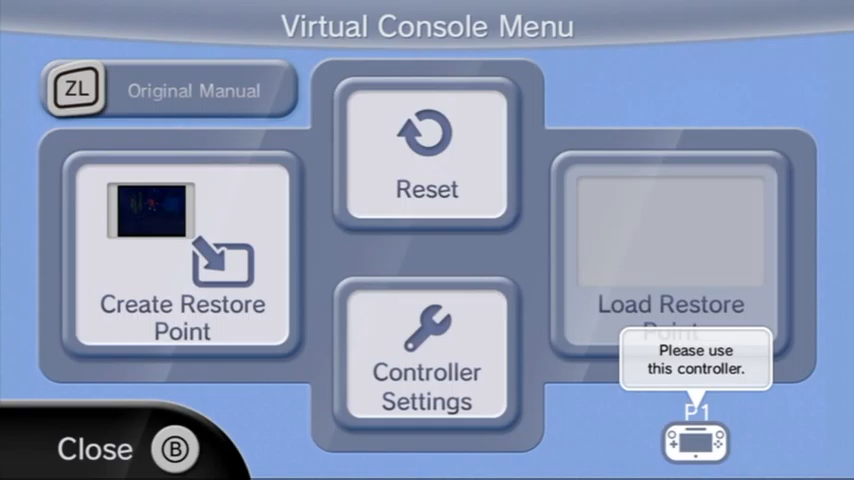 Virtual Console Menu
ZL
Original Manual
Reset
Create Restore
Point
Load Restore
Point
Controller
Settings
Please use
this controller.
P1
Close B